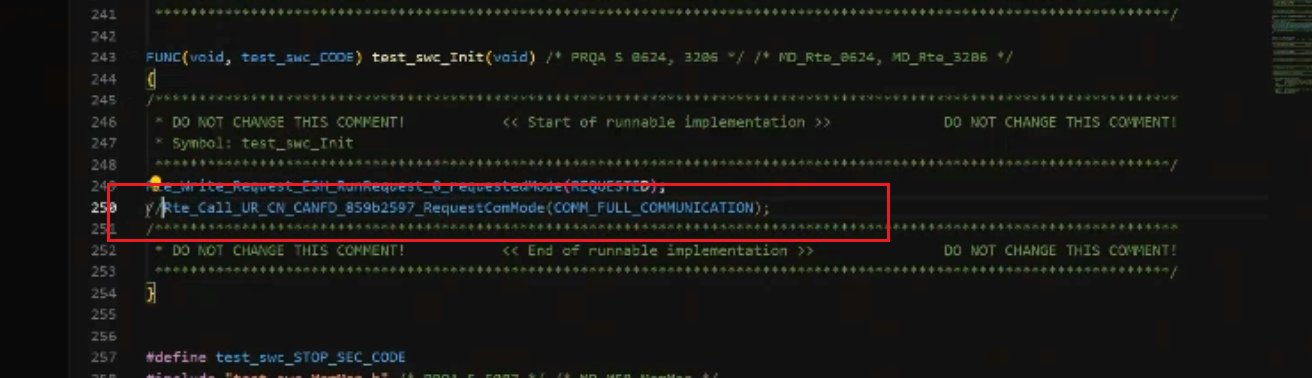 241 ****************************************************************************************************************************/
242
243 FUNC(void, test_swc_CODE) test_swc_Init(void) /* PRQA S 0624, 3206 */ /* MD_Rte_0624, MD_Rte_3206 */
244 {
245 /****************************************************************************************************************************
246 * DO NOT CHANGE THIS COMMENT! << Start of runnable implementation >> DO NOT CHANGE THIS COMMENT!
247 * Symbol: test_swc_Init
248 ****************************************************************************************************************************/
249 e_Write_Request_ESH_RunRequest_0_requestedMode(REQUESTED);
250 //Rte_Call_UR_CN_CANFD_859b2597_RequestComMode(COMM_FULL_COMMUNICATION);
251 /****************************************************************************************************************************
252 * DO NOT CHANGE THIS COMMENT! << End of runnable implementation >> DO NOT CHANGE THIS COMMENT!
253 ****************************************************************************************************************************/
254 }
255
256
257 #define test_swc_STOP_SEC_CODE
#include